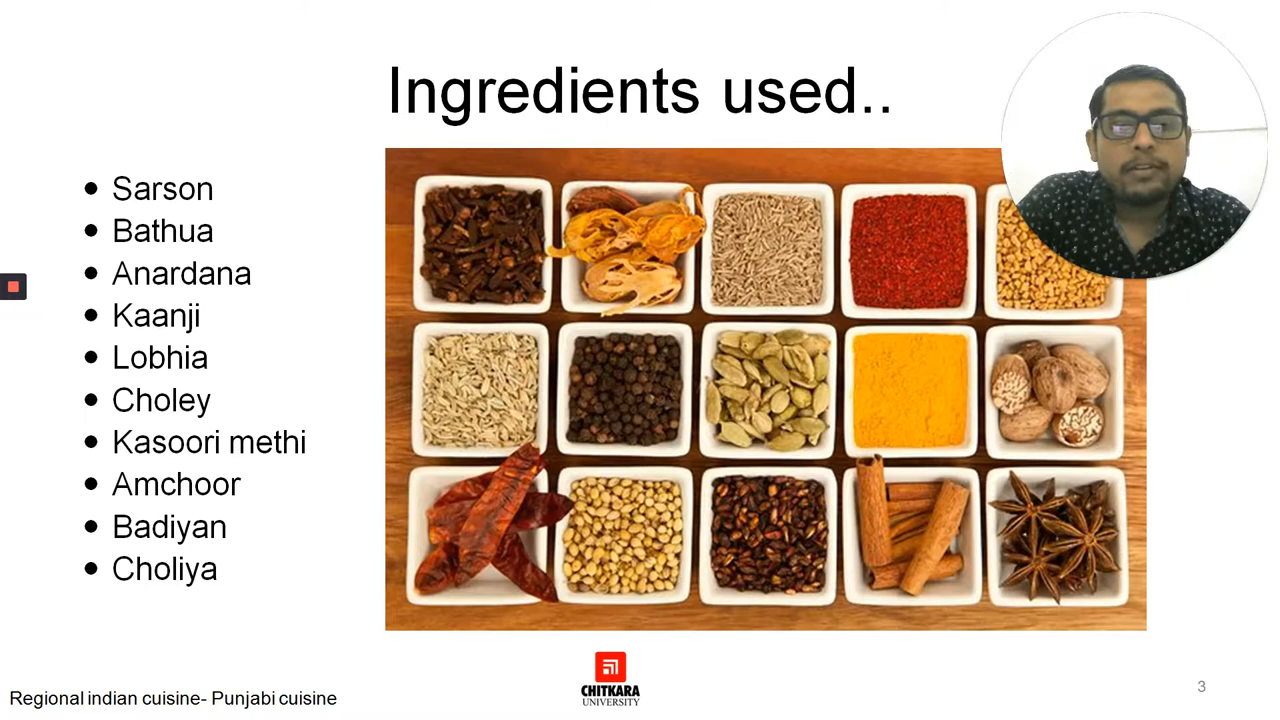 Ingredients used..
Sarson
Bathua
Anardana
Kaanji
Lobhia
Choley
Kasoori methi
Amchoor
Badiyan
Choliya
Regional indian cuisine- Punjabi cuisine
CHITKARA
UNIVERSITY
3